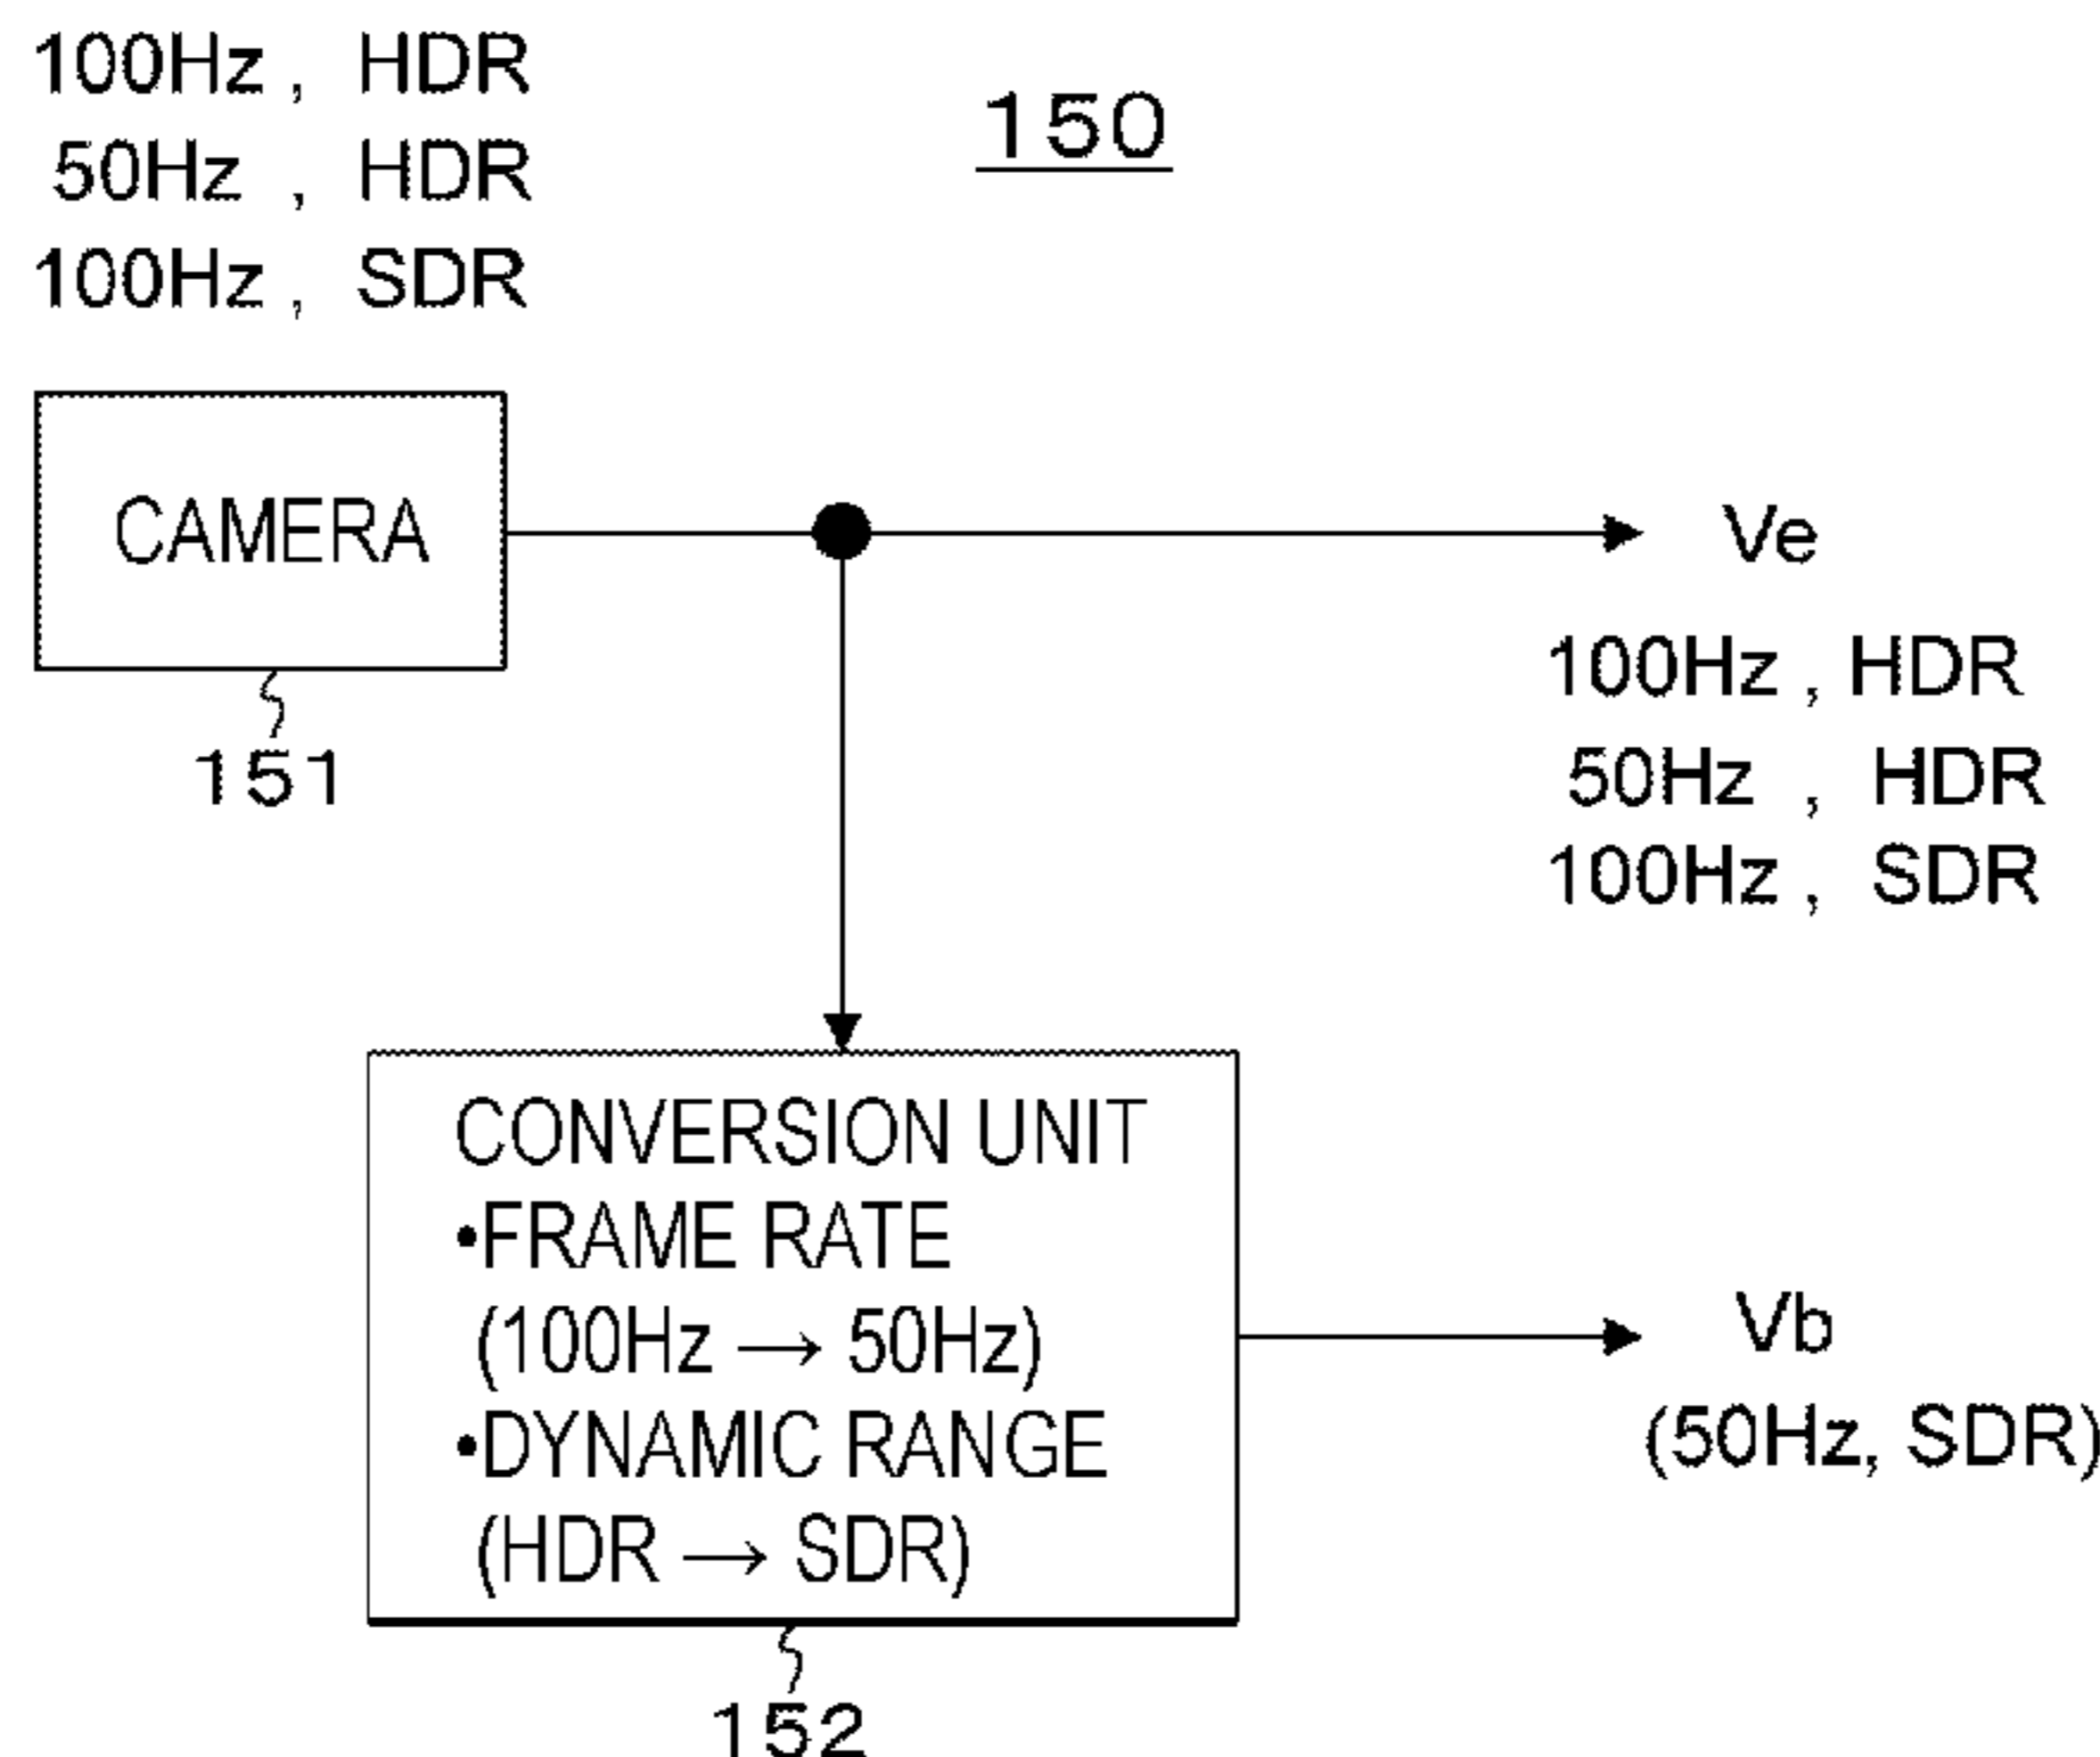 100Hz , HDR
50Hz , HDR
100Hz , SDR
150
CAMERA
151
Ve
100Hz , HDR
50Hz , HDR
100Hz , SDR
CONVERSION UNIT
•FRAME RATE
(100Hz → 50Hz)
•DYNAMIC RANGE
(HDR → SDR)
152
Vb
(50Hz, SDR)